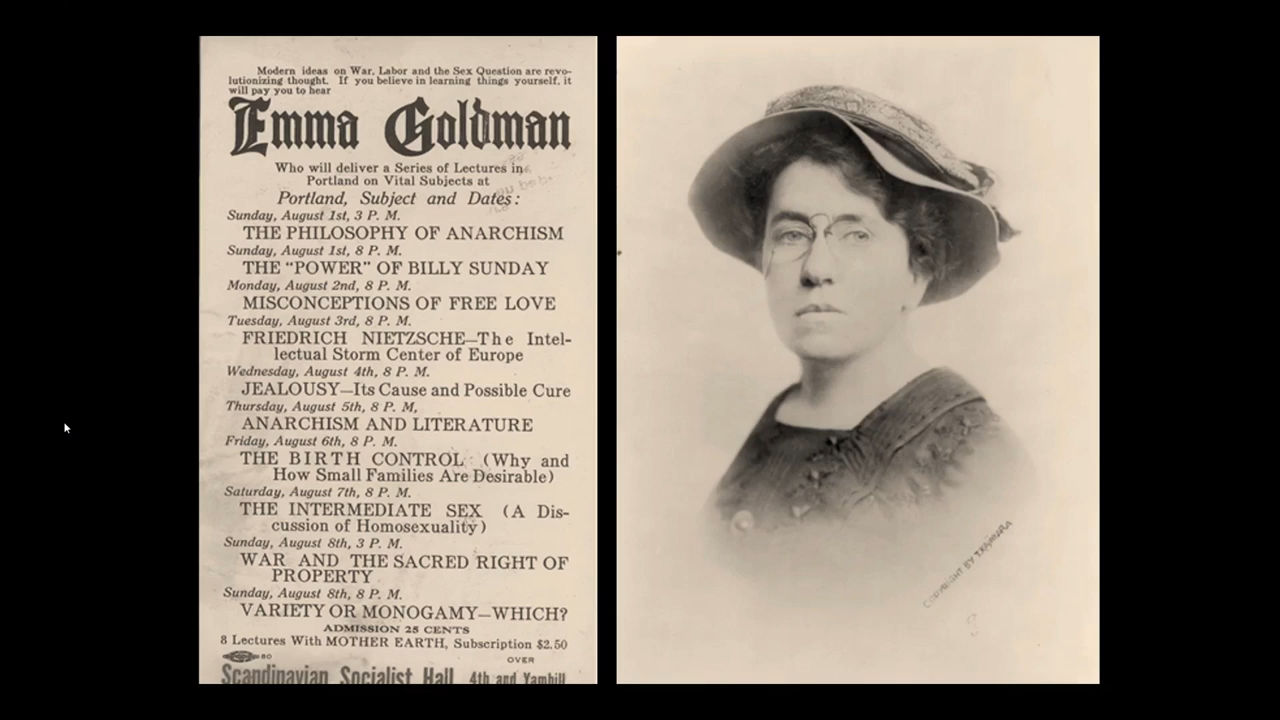 Modern ideas on War, Labor and the Sex Question are revo-
lutionizing thought. If you believe in learning things yourself, it
will pay you to hear
Emma Goldman
Who will deliver a Series of Lectures in
Portland on Vital Subjects at
Portland, Subject and Dates:
Sunday, August 1st, 3 P. M.
THE PHILOSOPHY OF ANARCHISM
Sunday, August 1st, 8 P. M.
THE "POWER" OF BILLY SUNDAY
Monday, August 2nd, 8 P. M.
MISCONCEPTIONS OF FREE LOVE
Tuesday, August 3rd, 8 P. M.
FRIEDRICH NIETZSCHE—The Intel-
lectual Storm Center of Europe
Wednesday, August 4th, 8 P. M.
JEALOUSY—Its Cause and Possible Cure
Thursday, August 5th, 8 P. M,
ANARCHISM AND LITERATURE
Friday, August 6th, 8 P. M.
THE BIRTH CONTROL (Why and
How Small Families Are Desirable)
Saturday, August 7th, 8 P. M.
THE INTERMEDIATE SEX (A Dis-
cussion of Homosexuality)
Sunday, August 8th, 3 P. M.
WAR AND THE SACRED RIGHT OF
PROPERTY
Sunday, August 8th, 8 P. M.
VARIETY OR MONOGAMY—WHICH?
ADMISSION 25 CENTS
8 Lectures With MOTHER EARTH, Subscription $2.50
80
OVER
Scandinavian Socialist Hall 4th and Yamhill
COPYRIGHT BY T. KAJIWARA